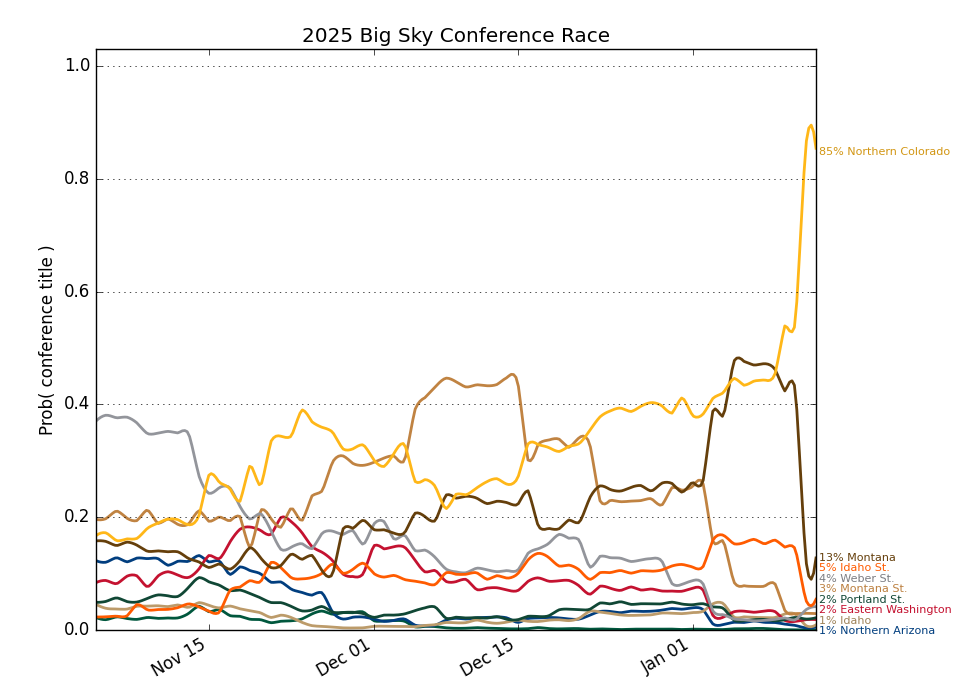 2025 Big Sky Conference Race
Prob( conference title )
1.0
0.8
0.6
0.4
0.2
0.0
Nov 15
Dec 01
Dec 15
Jan 01
85% Northern Colorado
13% Montana
5% Idaho St.
4% Weber St.
3% Montana St.
2% Portland St.
2% Eastern Washington
1% Idaho
1% Northern Arizona